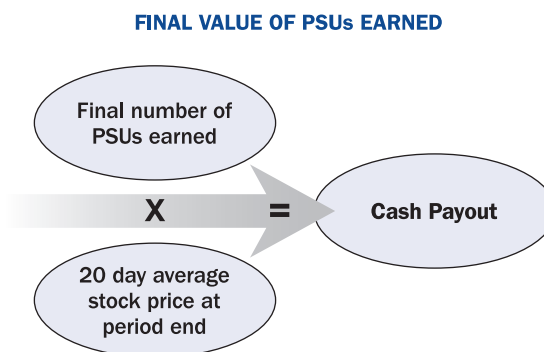 FINAL VALUE OF PSUs EARNED
Final number of
PSUs earned
X
=
Cash Payout
20 day average
stock price at
period end